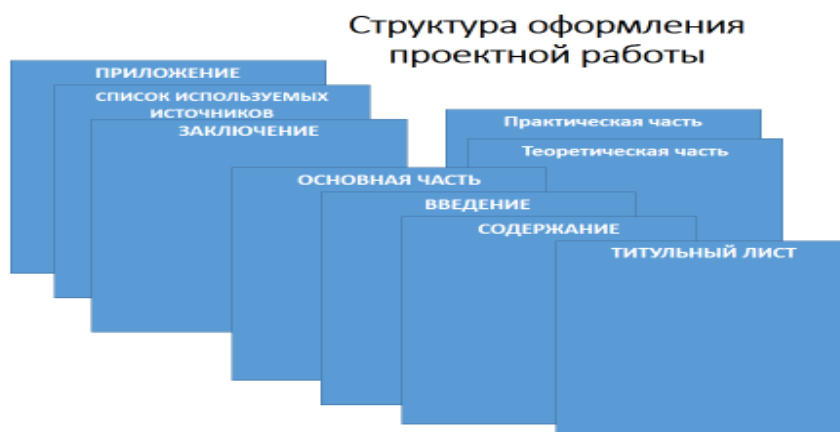 Структура оформления
проектной работы
ПРИЛОЖЕНИЕ
СПИСОК ИСПОЛЬЗУЕМЫХ
ИСТОЧНИКОВ
ЗАКЛЮЧЕНИЕ
Практическая часть
Теоретическая часть
ОСНОВНАЯ ЧАСТЬ
ВВЕДЕНИЕ
СОДЕРЖАНИЕ
ТИТУЛЬНЫЙ ЛИСТ